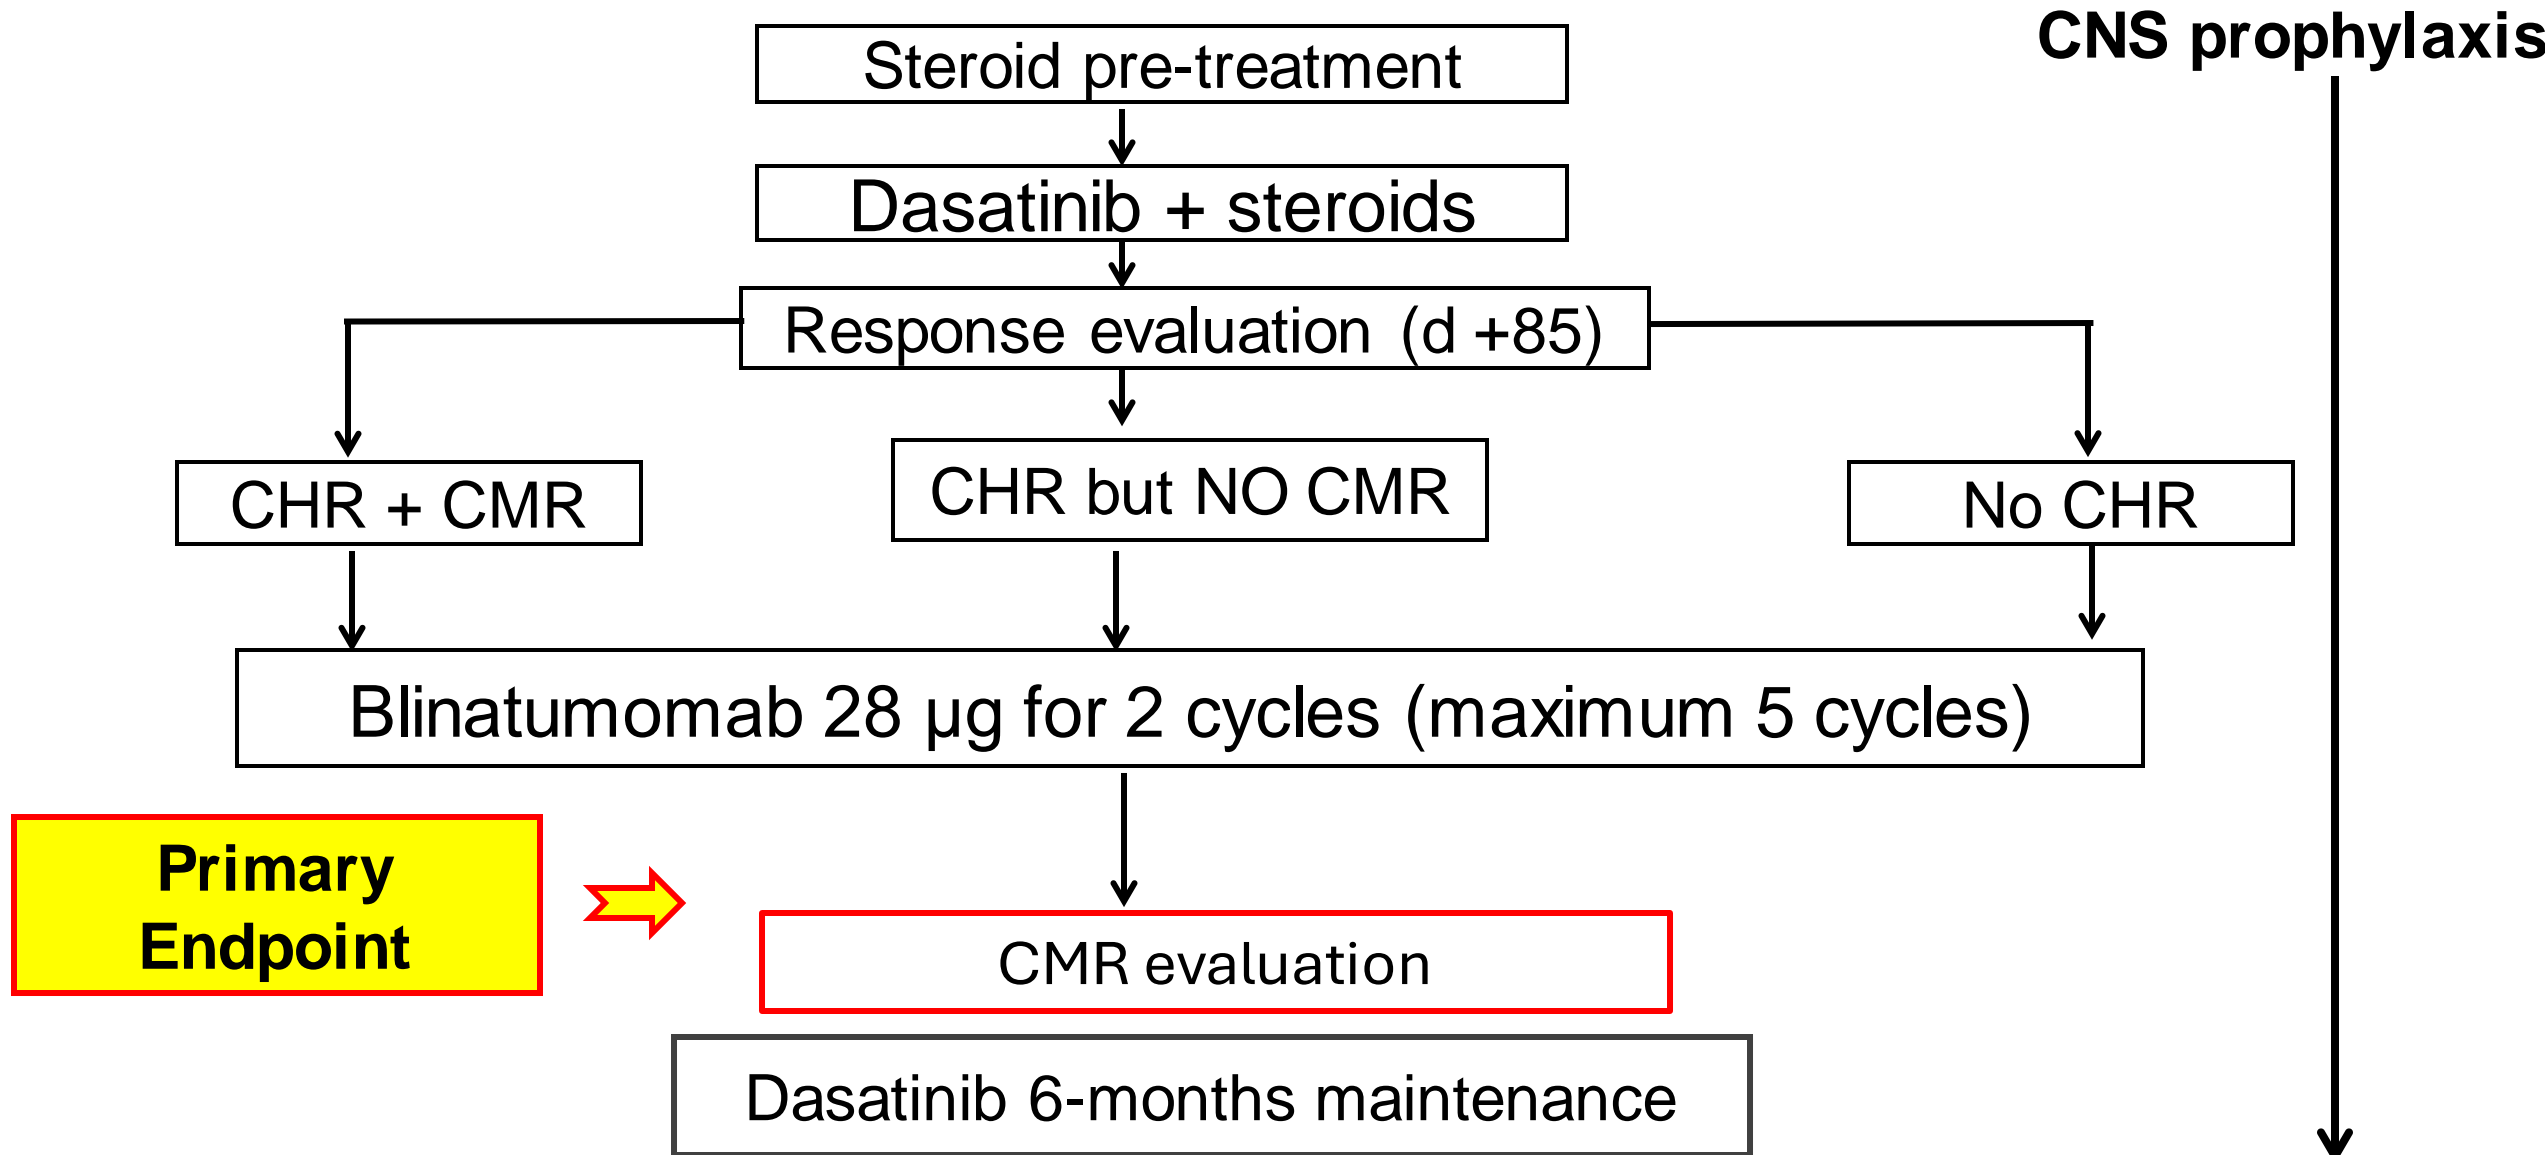 CNS prophylaxis
Steroid pre-treatment
Dasatinib + steroids
Response evaluation (d +85)
CHR + CMR
CHR but NO CMR
No CHR
Blinatumomab 28 µg for 2 cycles (maximum 5 cycles)
Primary
Endpoint
CMR evaluation
Dasatinib 6-months maintenance